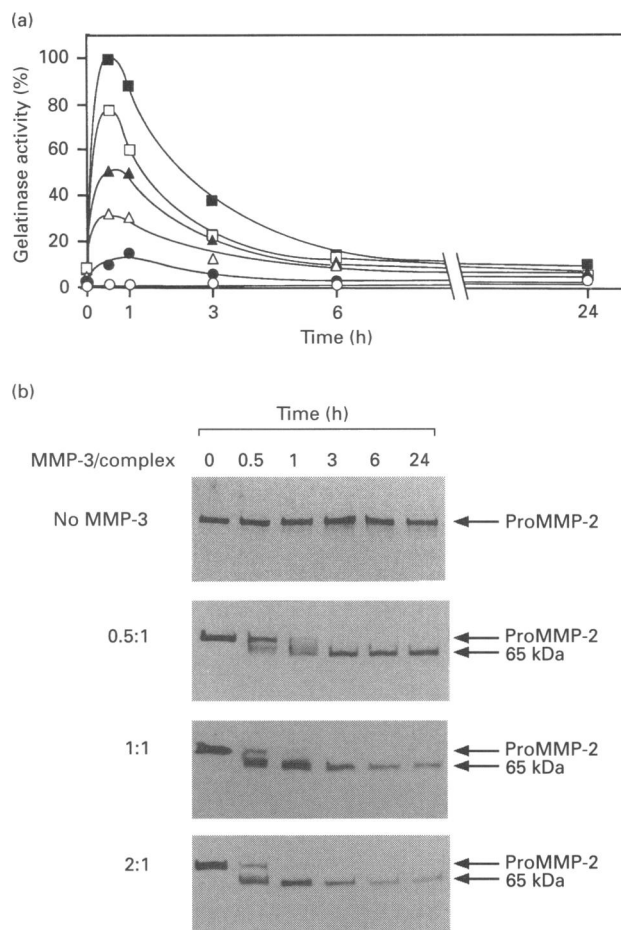 (a)
Gelatinase activity (%)
100
80
60
40
20
0
0 1 3 6 24
Time (h)
(b)
Time (h)
MMP-3/complex 0 0.5 1 3 6 24
No MMP-3 ProMMP-2
0.5:1 ProMMP-2
65 kDa
1:1 ProMMP-2
65 kDa
2:1 ProMMP-2
65 kDa